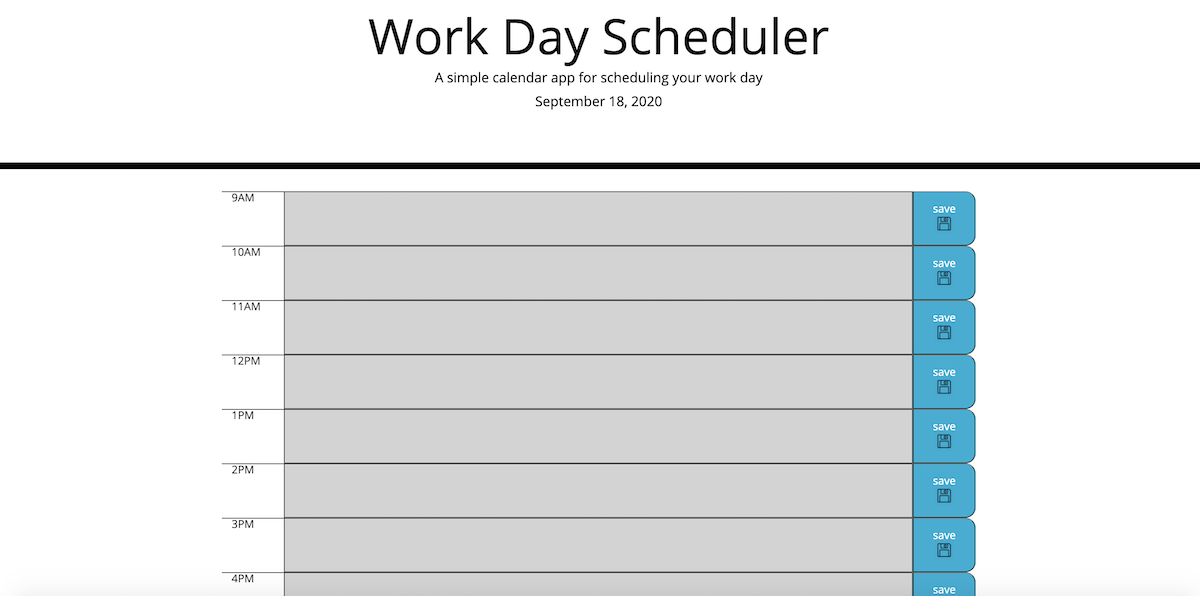 Work Day Scheduler
A simple calendar app for scheduling your work day
September 18, 2020
9AM
save
10AM
save
11AM
save
12PM
save
1PM
save
2PM
save
3PM
save
4PM
save